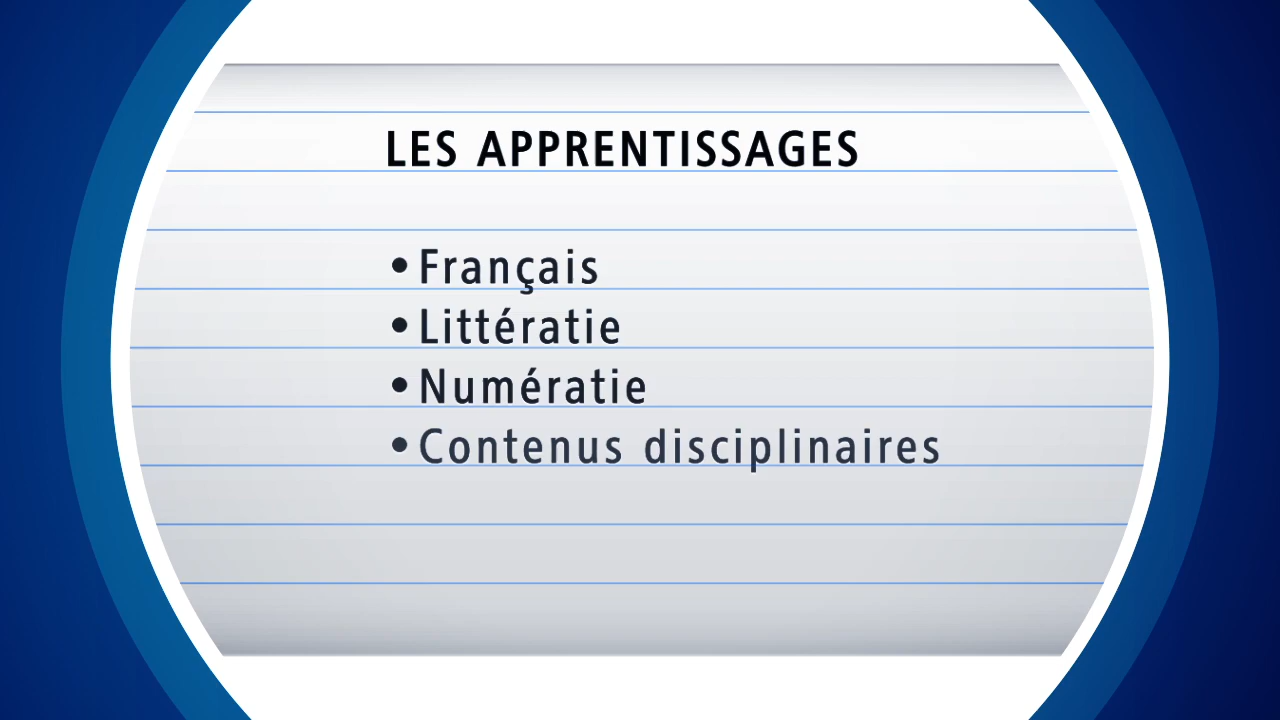 LES APPRENTISSAGES
• Français
• Littératie
• Numératie
• Contenus disciplinaires